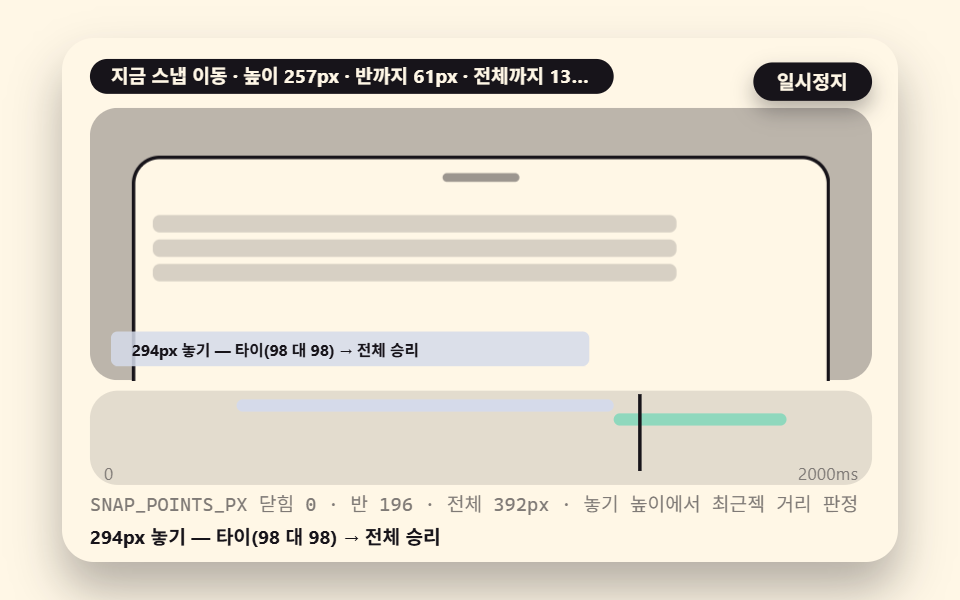 지금 스냅 이동 · 높이 257px · 반까지 61px · 전체까지 13…
일시정지
294px 놓기 — 타이(98 대 98) → 전체 승리
0
2000ms
SNAP_POINTS_PX 닫힘 0 · 반 196 · 전체 392px · 놓기 높이에서 최근젝 거리 판정
294px 놓기 — 타이(98 대 98) → 전체 승리